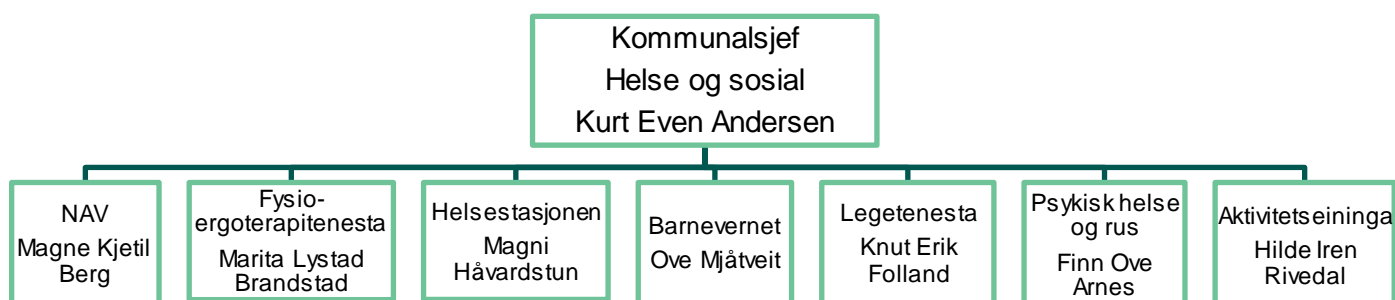 Kommunalsjef
Helse og sosial
Kurt Even Andersen
NAV
Magne Kjetil
Berg
Fysio-
ergoterapitenesta
Marita Lystad
Brandstad
Helsestasjonen
Magni
Håvardstun
Barnevernet
Ove Mjåtveit
Legetenesta
Knut Erik
Folland
Psykisk helse
og rus
Finn Ove
Arnes
Aktivitetseininga
Hilde Iren
Rivedal